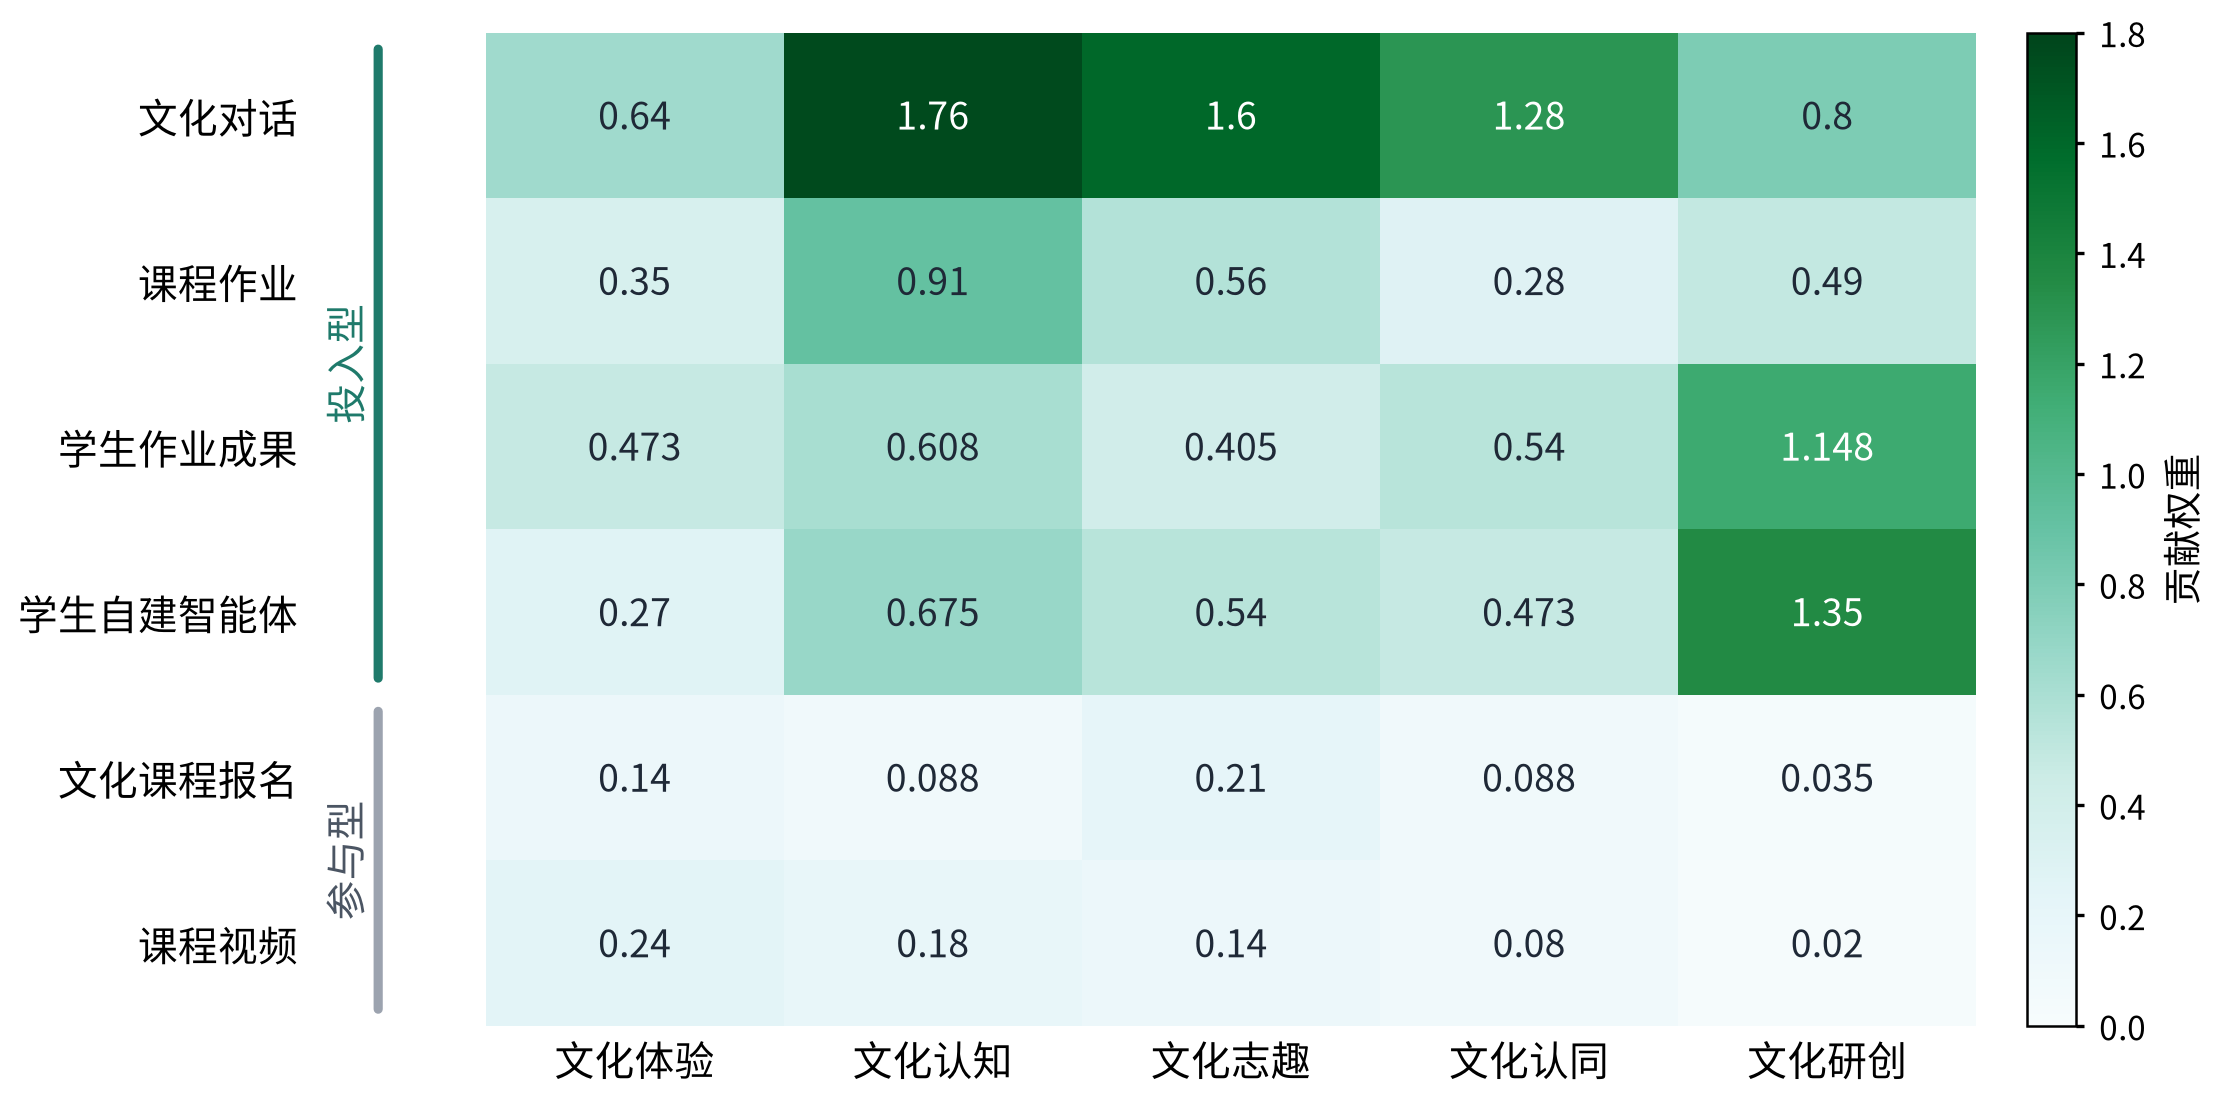 文化对话 0.64 1.76 1.6 1.28 0.8
课程作业 0.35 0.91 0.56 0.28 0.49
学生作业成果 0.473 0.608 0.405 0.54 1.148
学生自建智能体 0.27 0.675 0.54 0.473 1.35
文化课程报名 0.14 0.088 0.21 0.088 0.035
课程视频 0.24 0.18 0.14 0.08 0.02
投入型
参与型
文化体验 文化认知 文化志趣 文化认同 文化研创
1.8
1.6
1.4
1.2
1.0
0.8
0.6
0.4
0.2
0.0
贡献权重